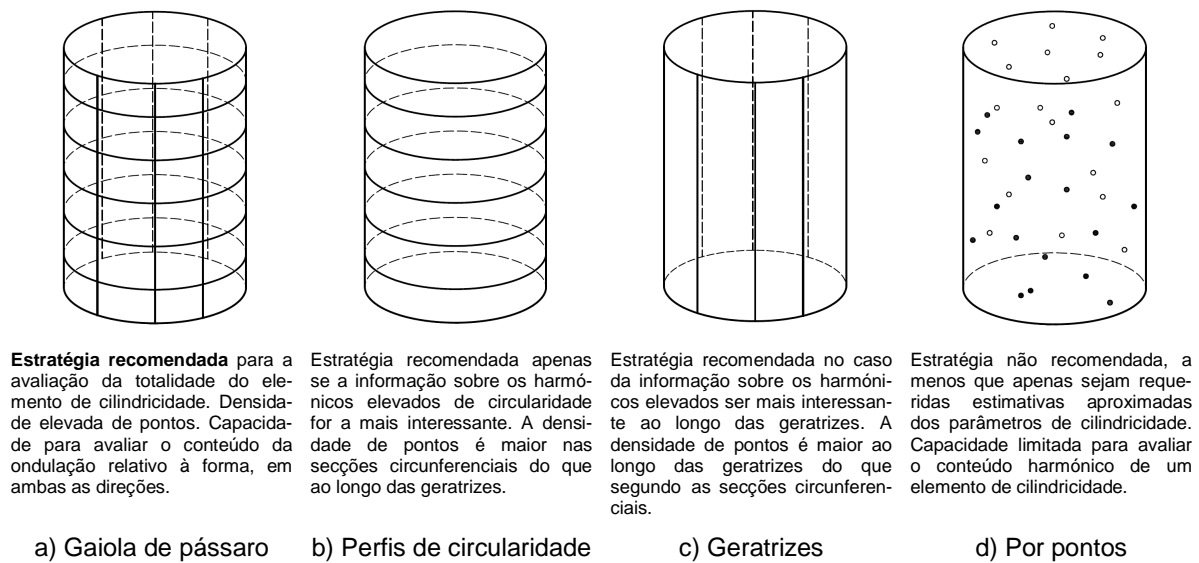 Estratégia recomendada para a
avaliação da totalidade do ele-
mento de cilindricidade. Densida-
de elevada de pontos. Capacida-
de para avaliar o conteúdo da
ondulação relativo à forma, em
ambas as direções.
a) Gaiola de pássaro
Estratégia recomendada apenas
se a informação sobre os harmó-
nicos elevados de circularidade
for a mais interessante. A densi-
dade de pontos é maior nas
secções circunferenciais do que
ao longo das geratrizes.
b) Perfis de circularidade
Estratégia recomendada no caso
da informação sobre os harmóni-
cos elevados ser mais interessan-
te ao longo das geratrizes. A
densidade de pontos é maior ao
longo das geratrizes do que
segundo as secções circunferen-
ciais.
c) Geratrizes
Estratégia não recomendada, a
menos que apenas sejam reque-
ridas estimativas aproximadas
dos parâmetros de cilindricidade.
Capacidade limitada para avaliar
o conteúdo harmónico de um
elemento de cilindricidade.
d) Por pontos